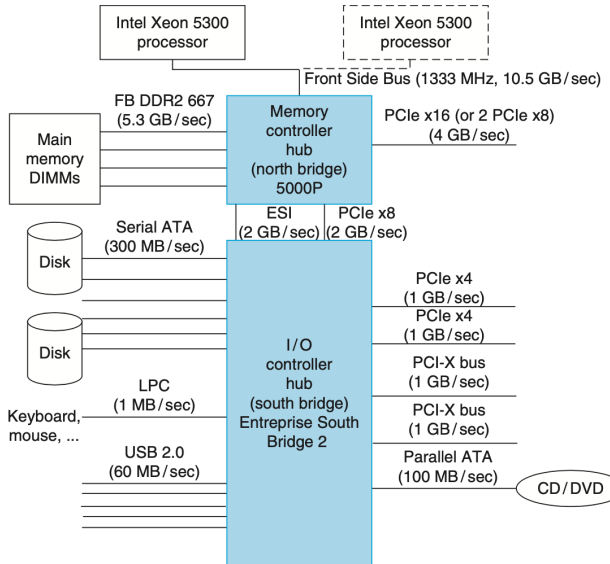 Intel Xeon 5300
processor
Intel Xeon 5300
processor
Front Side Bus (1333 MHz, 10.5 GB/sec)
FB DDR2 667
(5.3 GB/sec)
Main
memory
DIMMs
Memory
controller
hub
(north bridge)
5000P
PCIe x16 (or 2 PCIe x8)
(4 GB/sec)
ESI
(2 GB/sec)
PCIe x8
(2 GB/sec)
Serial ATA
(300 MB/sec)
Disk
Disk
LPC
(1 MB/sec)
Keyboard,
mouse, ...
USB 2.0
(60 MB/sec)
I/O
controller
hub
(south bridge)
Entreprise South
Bridge 2
PCIe x4
(1 GB/sec)
PCIe x4
(1 GB/sec)
PCI-X bus
(1 GB/sec)
PCI-X bus
(1 GB/sec)
Parallel ATA
(100 MB/sec)
CD/DVD